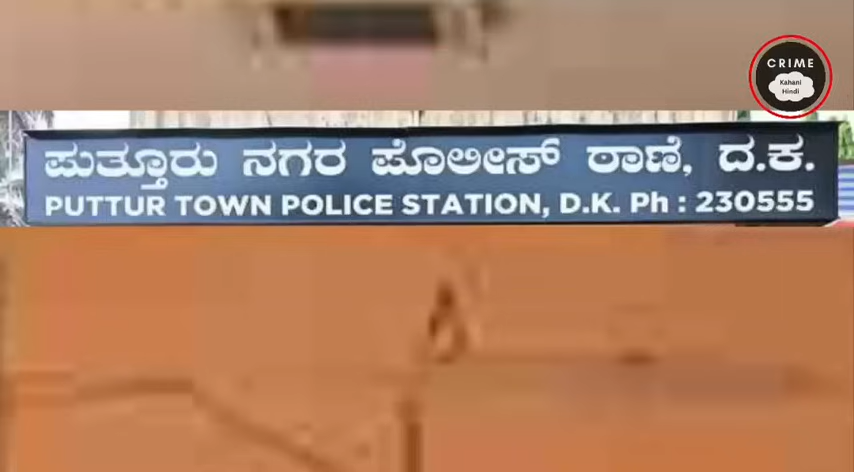 CRIME
Kahani
Hindi
ಪುತ್ತೂರು ನಗರ ಪೊಲೀಸ್ ಠಾಣೆ, ದ.ಕ.
PUTTUR TOWN POLICE STATION, D.K. Ph : 230555